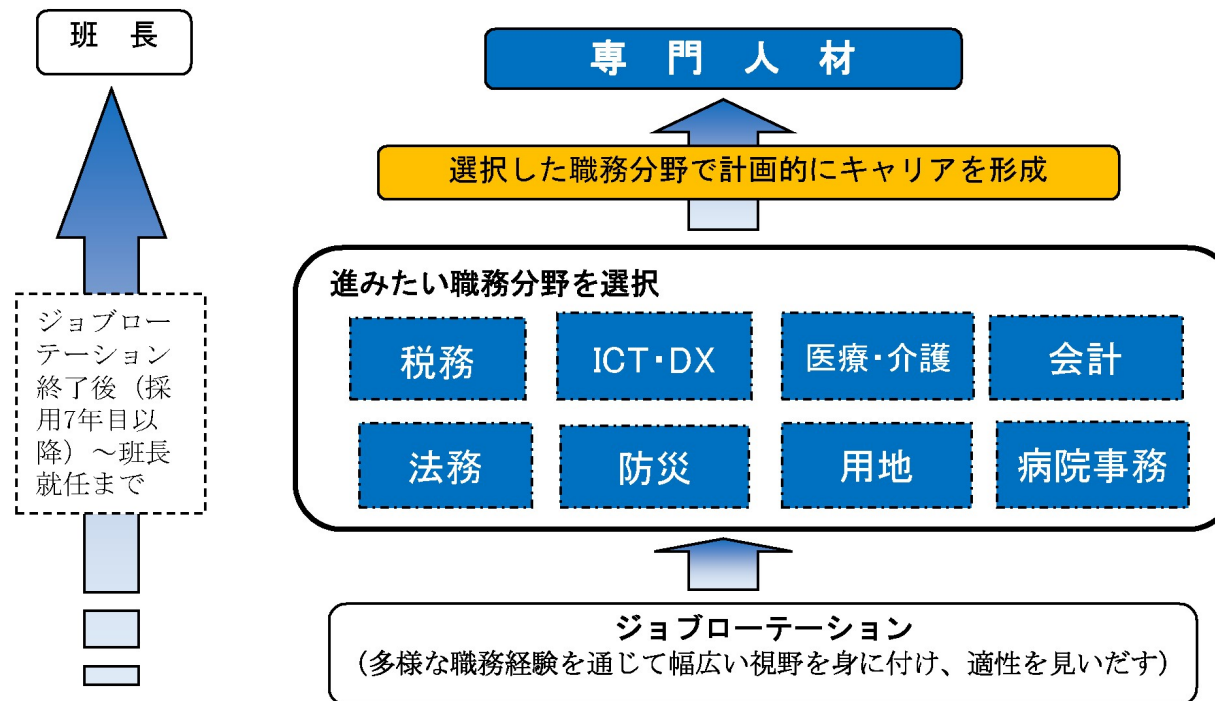 班　長
ジョブロー
テーション
終了後（採
用7年目以
降）～班長
就任まで
専　門　人　材
選択した職務分野で計画的にキャリアを形成
進みたい職務分野を選択
税務
ICT・DX
医療・介護
会計
法務
防災
用地
病院事務
ジョブローテーション
（多様な職務経験を通じて幅広い視野を身に付け、適性を見いだす）